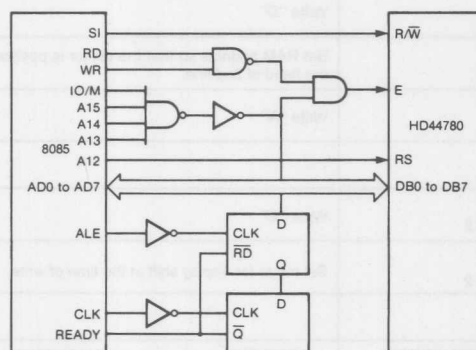 SI
R/W̅
RD
WR
IO/M
E
A15
A14
A13
HD44780
8085
A12
RS
AD0 to AD7
DB0 to DB7
D
ALE
CLK
R̅D̅
Q
D
CLK
CLK
READY
Q̅